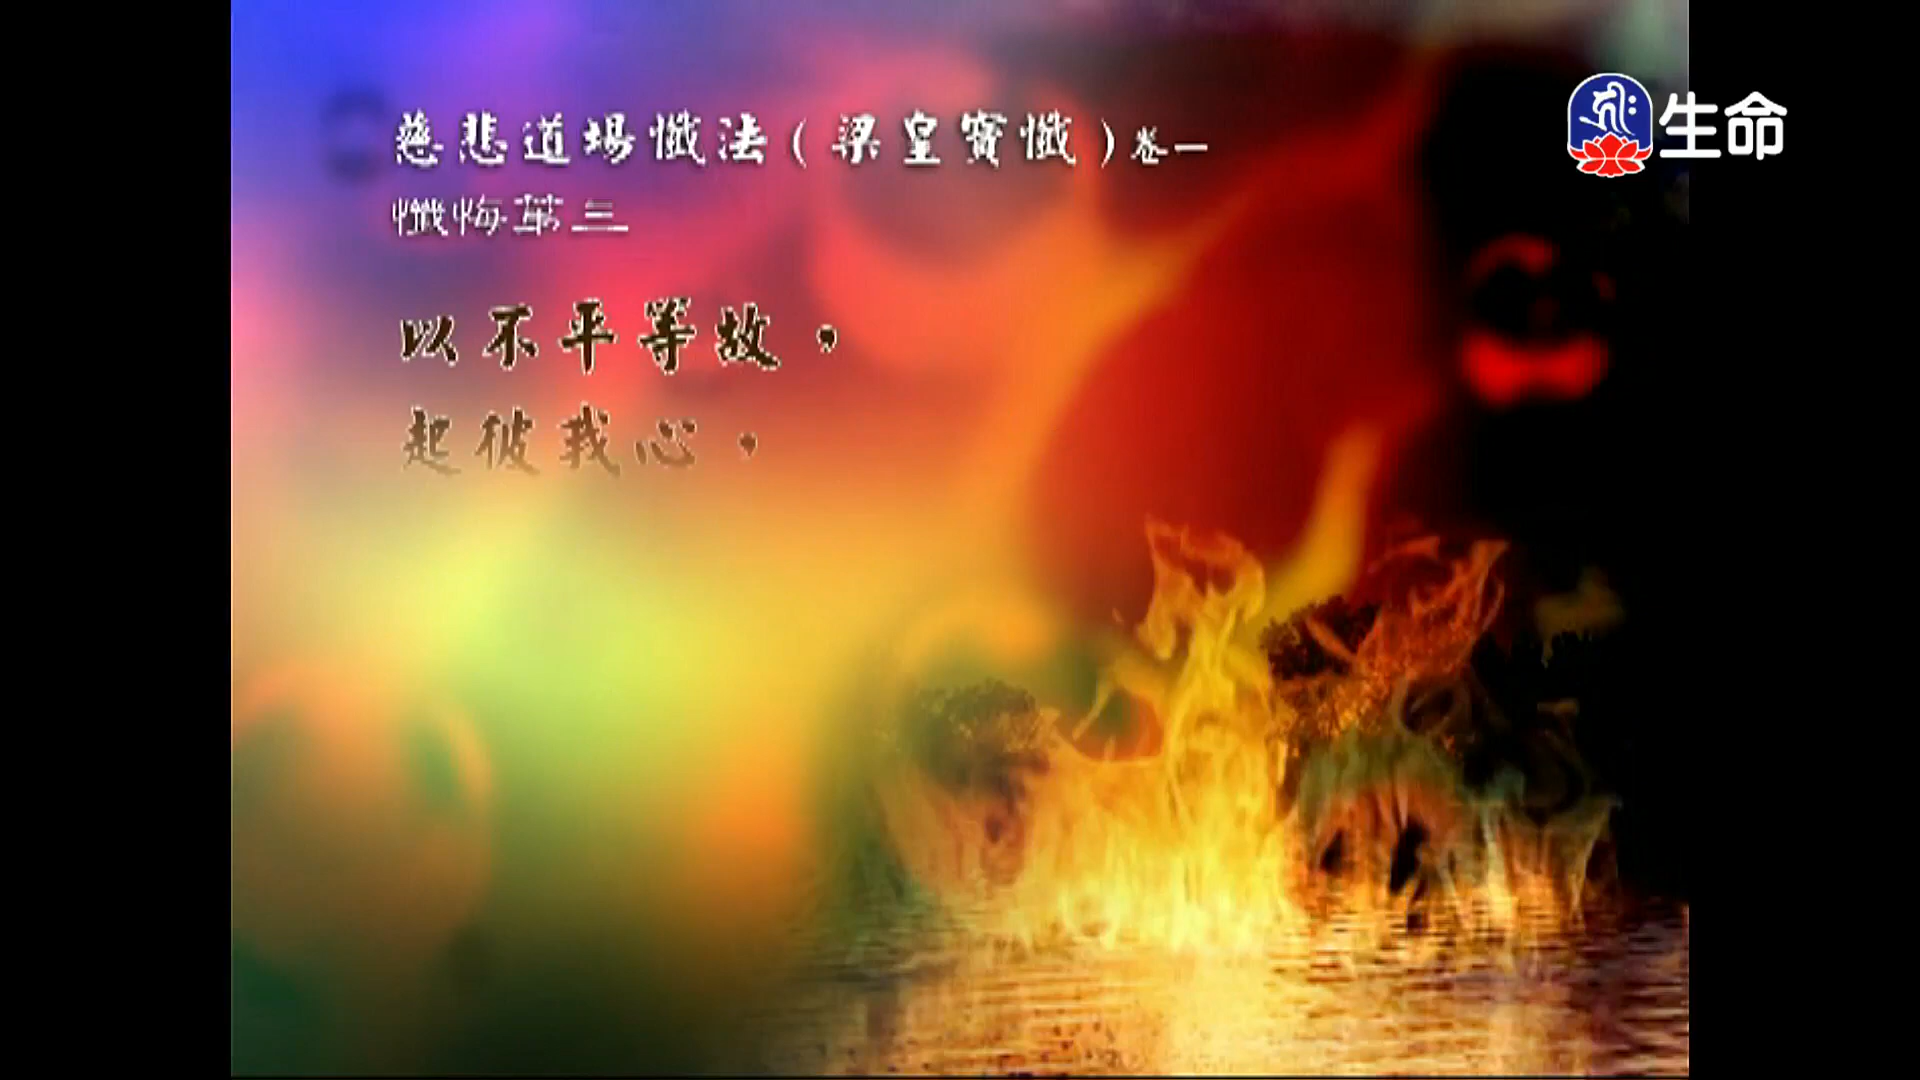 慈悲道場懺法(梁皇寶懺)卷一
懺悔第三
以不平等故，
起彼我心，
生命